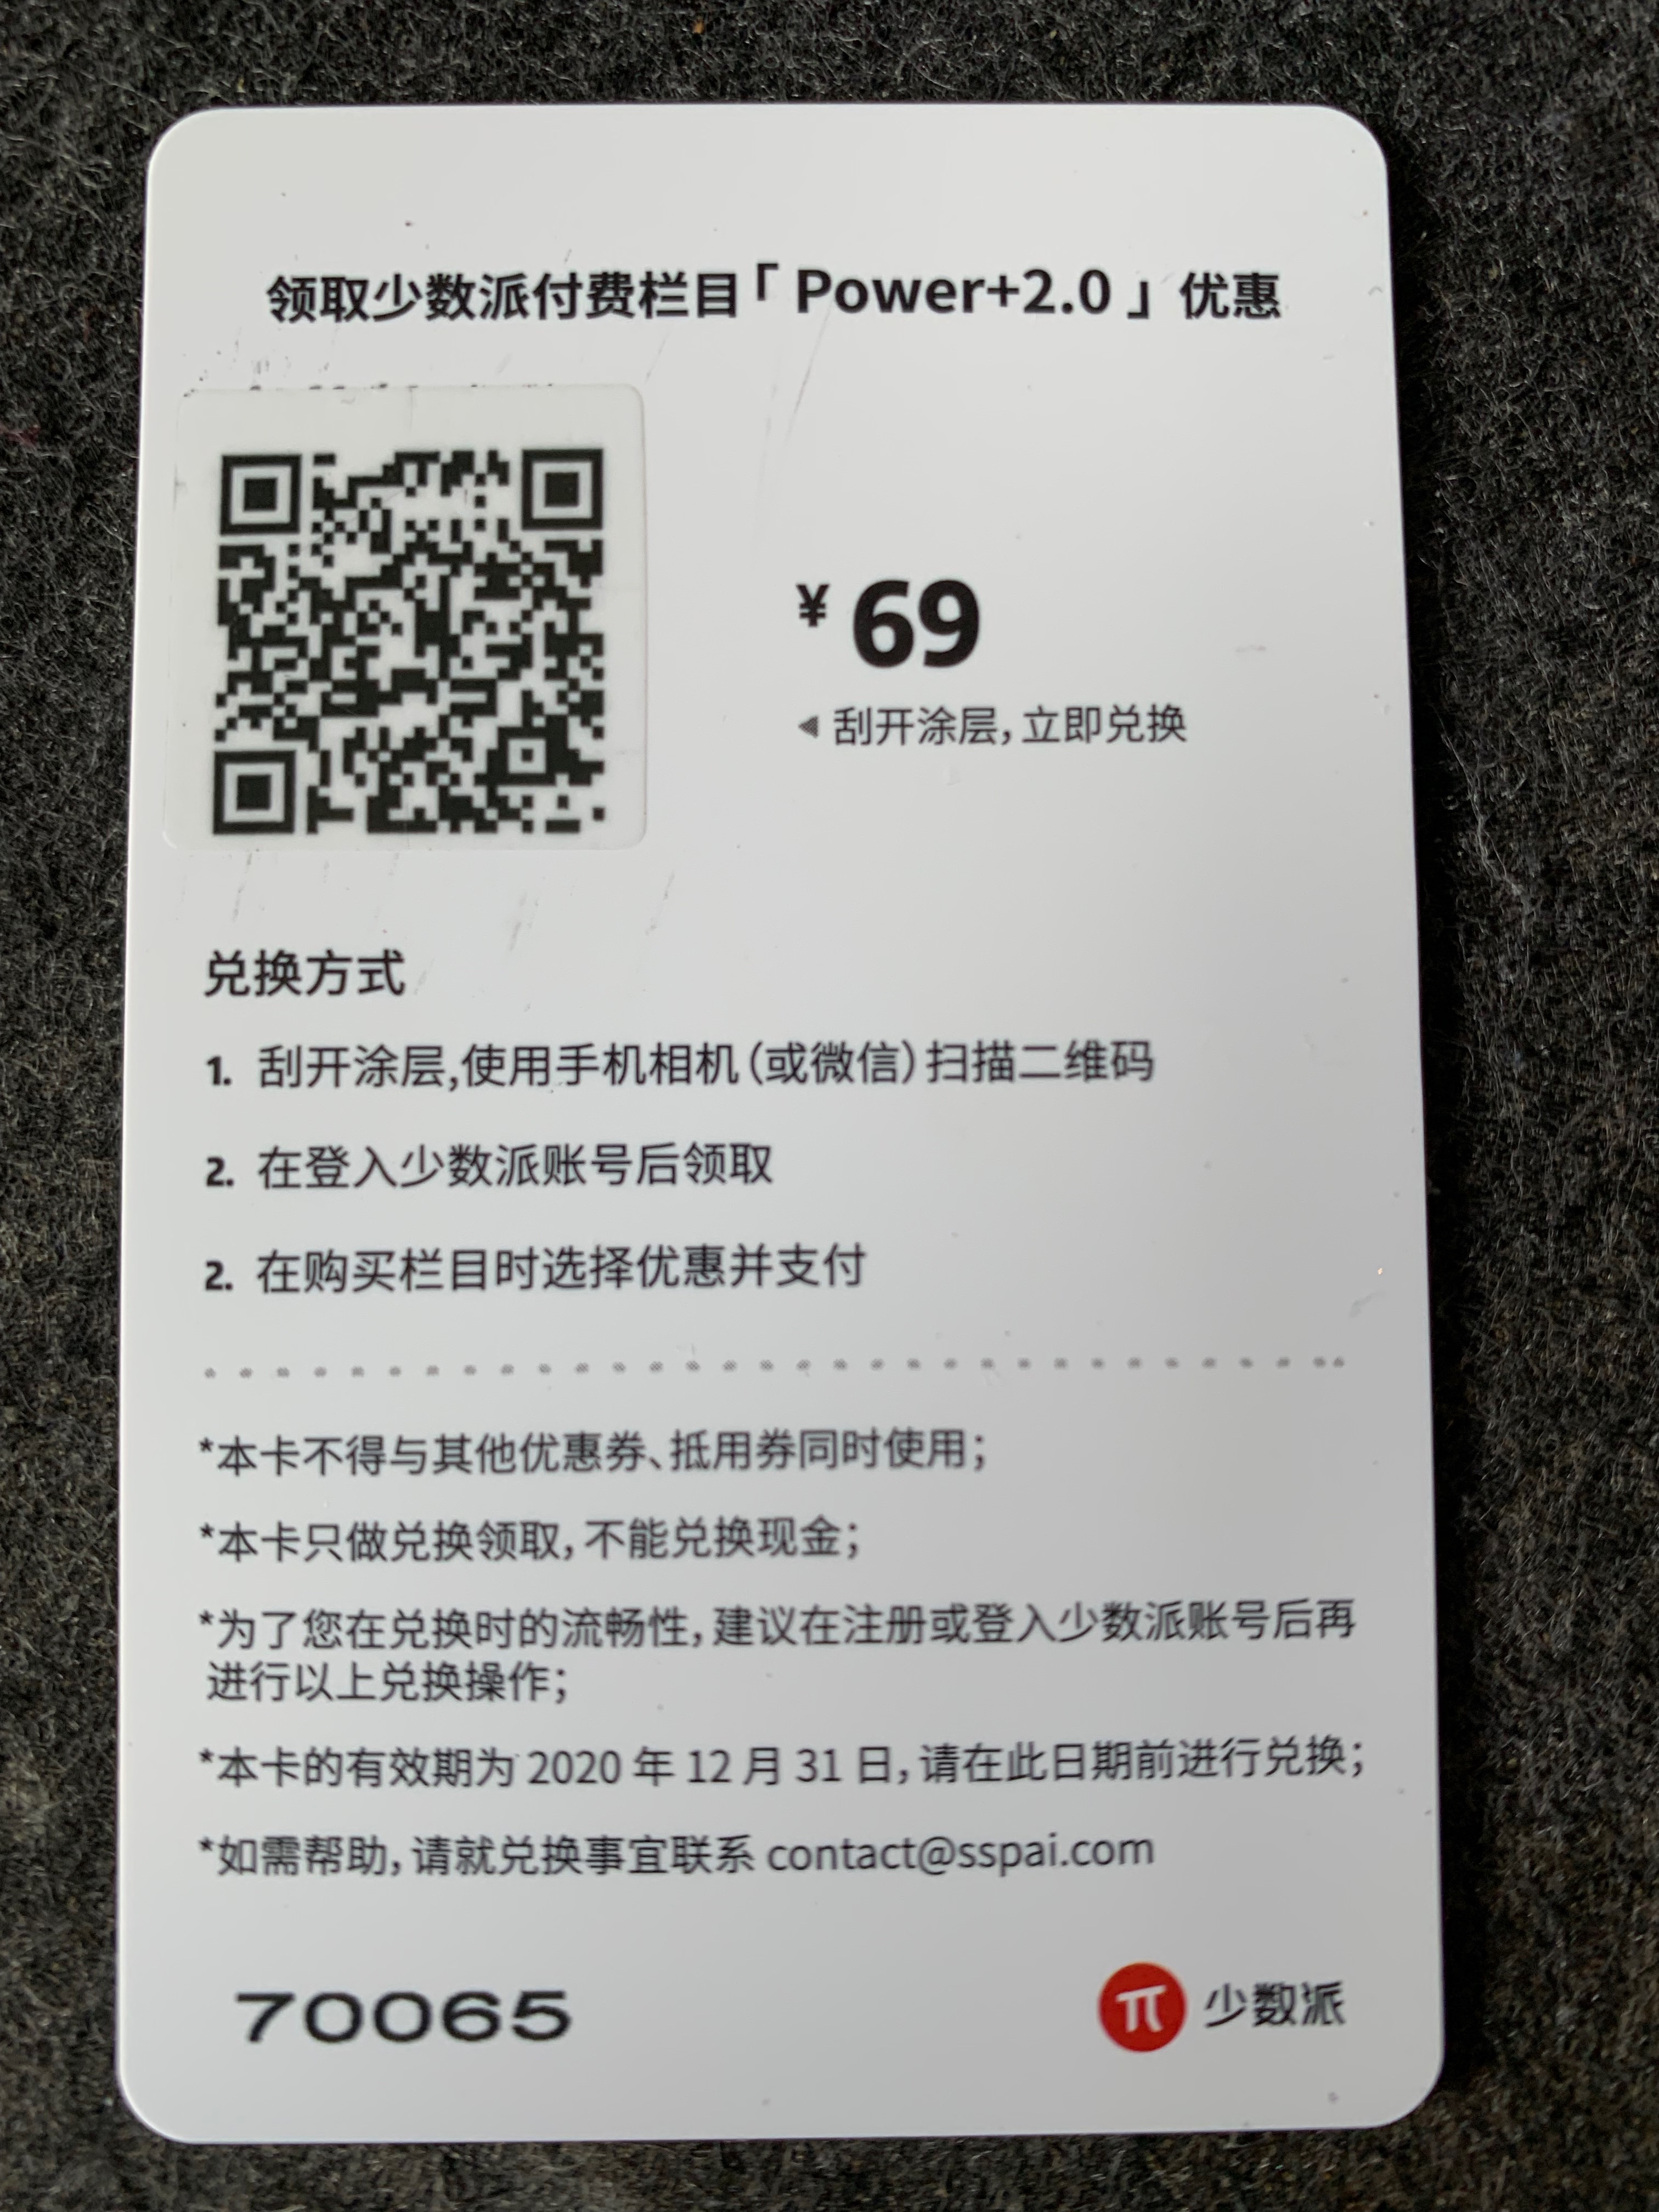 领取少数派付费栏目「 Power+2.0 」优惠
¥ 69
刮开涂层，立即兑换
兑换方式
1. 刮开涂层,使用手机相机（或微信）扫描二维码
2. 在登入少数派账号后领取
2. 在购买栏目时选择优惠并支付
*本卡不得与其他优惠券、抵用券同时使用；
*本卡只做兑换领取，不能兑换现金；
*为了您在兑换时的流畅性，建议在注册或登入少数派账号后再
进行以上兑换操作；
*本卡的有效期为 2020 年 12 月 31 日，请在此日期前进行兑换；
*如需帮助，请就兑换事宜联系 contact@sspai.com
70065
π 少数派